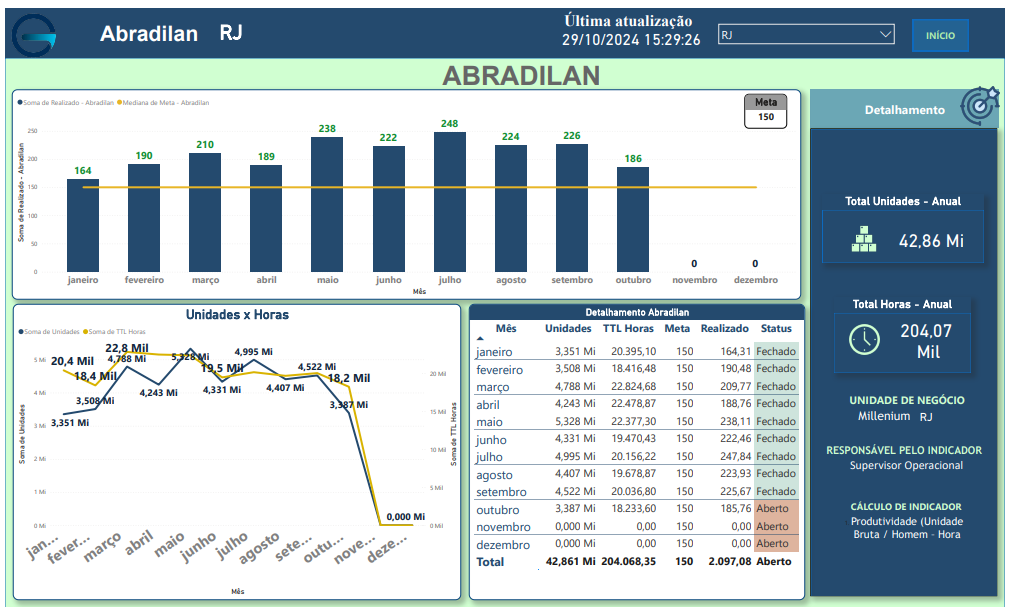 Abradilan RJ
Última atualização
29/10/2024 15:29:26
RJ
INÍCIO
ABRADILAN
Soma de Realizado - Abradilan Mediana de Meta - Abradilan
Meta
150
Soma de Realizado - Abradilan
250
200
150
100
50
0
164
190
210
189
238
222
248
224
226
186
0
0
janeiro fevereiro março abril maio junho julho agosto setembro outubro novembro dezembro
Mês
Unidades x Horas
Soma de Unidades Soma de TTL Horas
Soma de Unidades
5 Mi
4 Mi
3 Mi
2 Mi
1 Mi
0 Mi
20,4 Mil
18,4 Mil
22,8 Mil
19,5 Mil
18,2 Mil
3,351 Mi
3,508 Mi
4,788 Mi
4,243 Mi
5,328 Mi
4,331 Mi
4,995 Mi
4,407 Mi
4,522 Mi
3,387 Mi
0,000 Mi
20 Mil
15 Mil
10 Mil
5 Mil
0 Mil
Soma de TTL Horas
jan... fever... março abril maio junho julho agosto sete... outu... nove... deze...
Mês
Detalhamento Abradilan
Mês Unidades TTL Horas Meta Realizado Status
janeiro 3,351 Mi 20.395,10 150 164,31 Fechado
fevereiro 3,508 Mi 18.416,48 150 190,48 Fechado
março 4,788 Mi 22.824,68 150 209,77 Fechado
abril 4,243 Mi 22.478,87 150 188,76 Fechado
maio 5,328 Mi 22.377,30 150 238,11 Fechado
junho 4,331 Mi 19.470,43 150 222,46 Fechado
julho 4,995 Mi 20.156,22 150 247,84 Fechado
agosto 4,407 Mi 19.678,87 150 223,93 Fechado
setembro 4,522 Mi 20.036,80 150 225,67 Fechado
outubro 3,387 Mi 18.233,60 150 185,76 Aberto
novembro 0,000 Mi 0,00 150 0,00 Aberto
dezembro 0,000 Mi 0,00 150 0,00 Aberto
Total 42,861 Mi 204.068,35 150 2.097,08 Aberto
Detalhamento
Total Unidades - Anual
42,86 Mi
Total Horas - Anual
204,07
Mil
UNIDADE DE NEGÓCIO
Millenium RJ
RESPONSÁVEL PELO INDICADOR
Supervisor Operacional
CÁLCULO DE INDICADOR
Produtividade (Unidade
Bruta / Homem - Hora